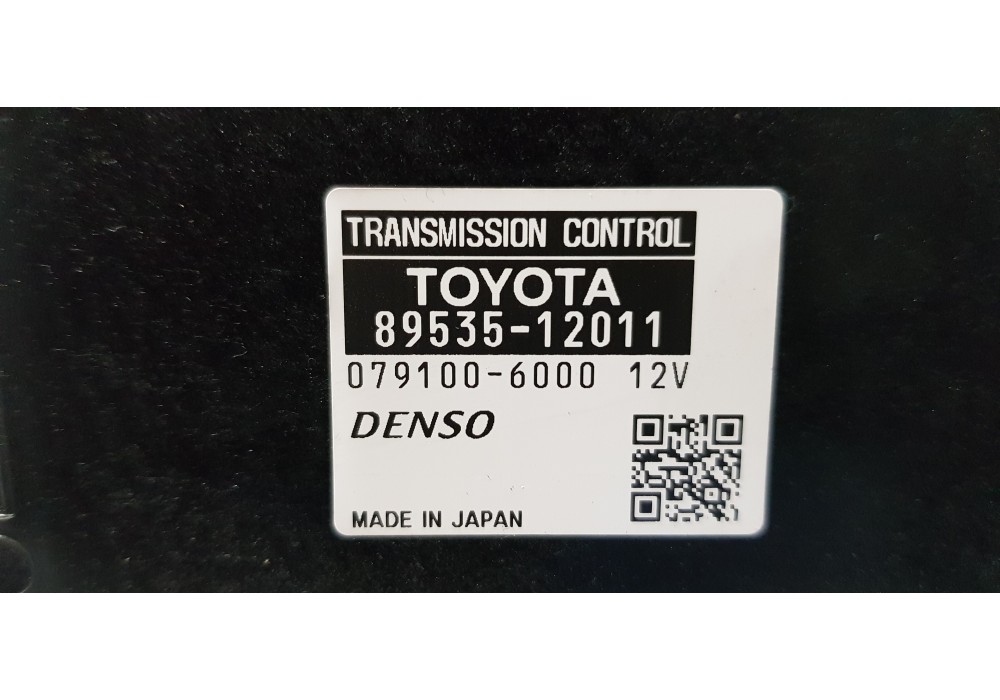 TRANSMISSION CONTROL
TOYOTA
89535-12011
079100-6000 12V
DENSO
MADE IN JAPAN